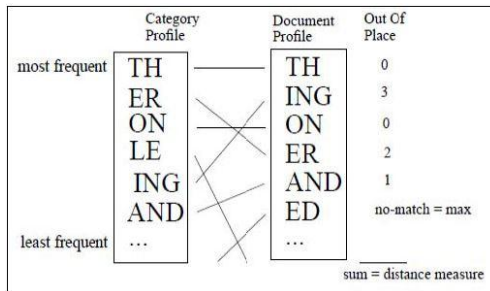 Category Profile
Document Profile
Out Of Place
most frequent
TH
TH
0
ER
ING
3
ON
ON
0
LE
ER
2
ING
AND
1
AND
ED
no-match = max
least frequent
...
...
sum = distance measure